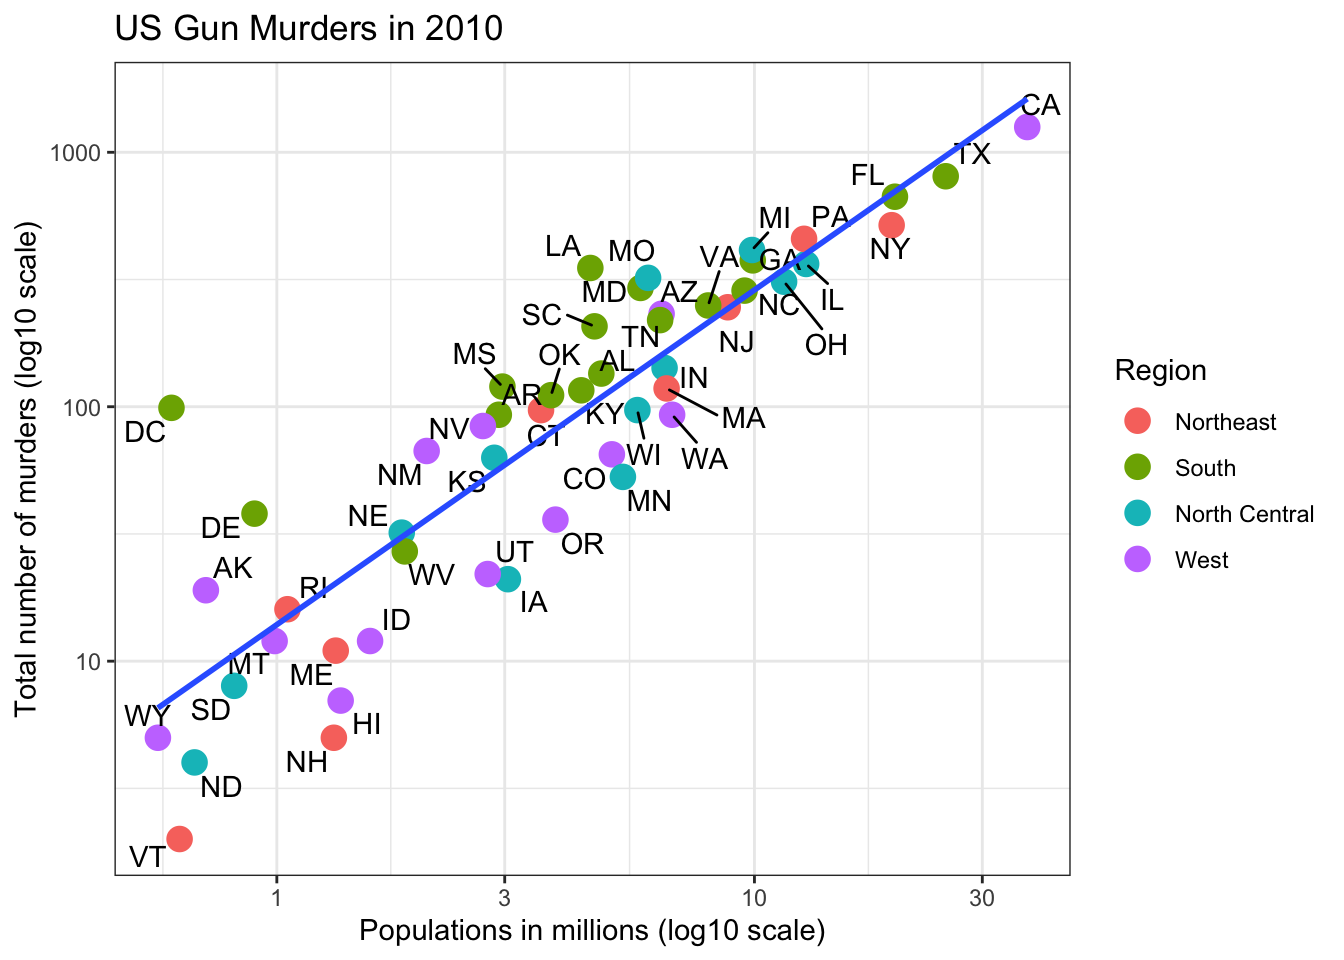 US Gun Murders in 2010
Total number of murders (log10 scale)
1000
100
10
CA
TX
FL
PA
NY
MI
GA
IL
OH
NC
NJ
VA
AZ
MO
LA
MD
SC
TN
MS
OK
AL
AR
KY
IN
MA
WA
WI
CT
NV
NM
KS
CO
MN
OR
DC
DE
NE
WV
UT
IA
AK
RI
ID
MT
ME
SD
HI
WY
NH
ND
VT
1
3
10
30
Populations in millions (log10 scale)
Region
Northeast
South
North Central
West